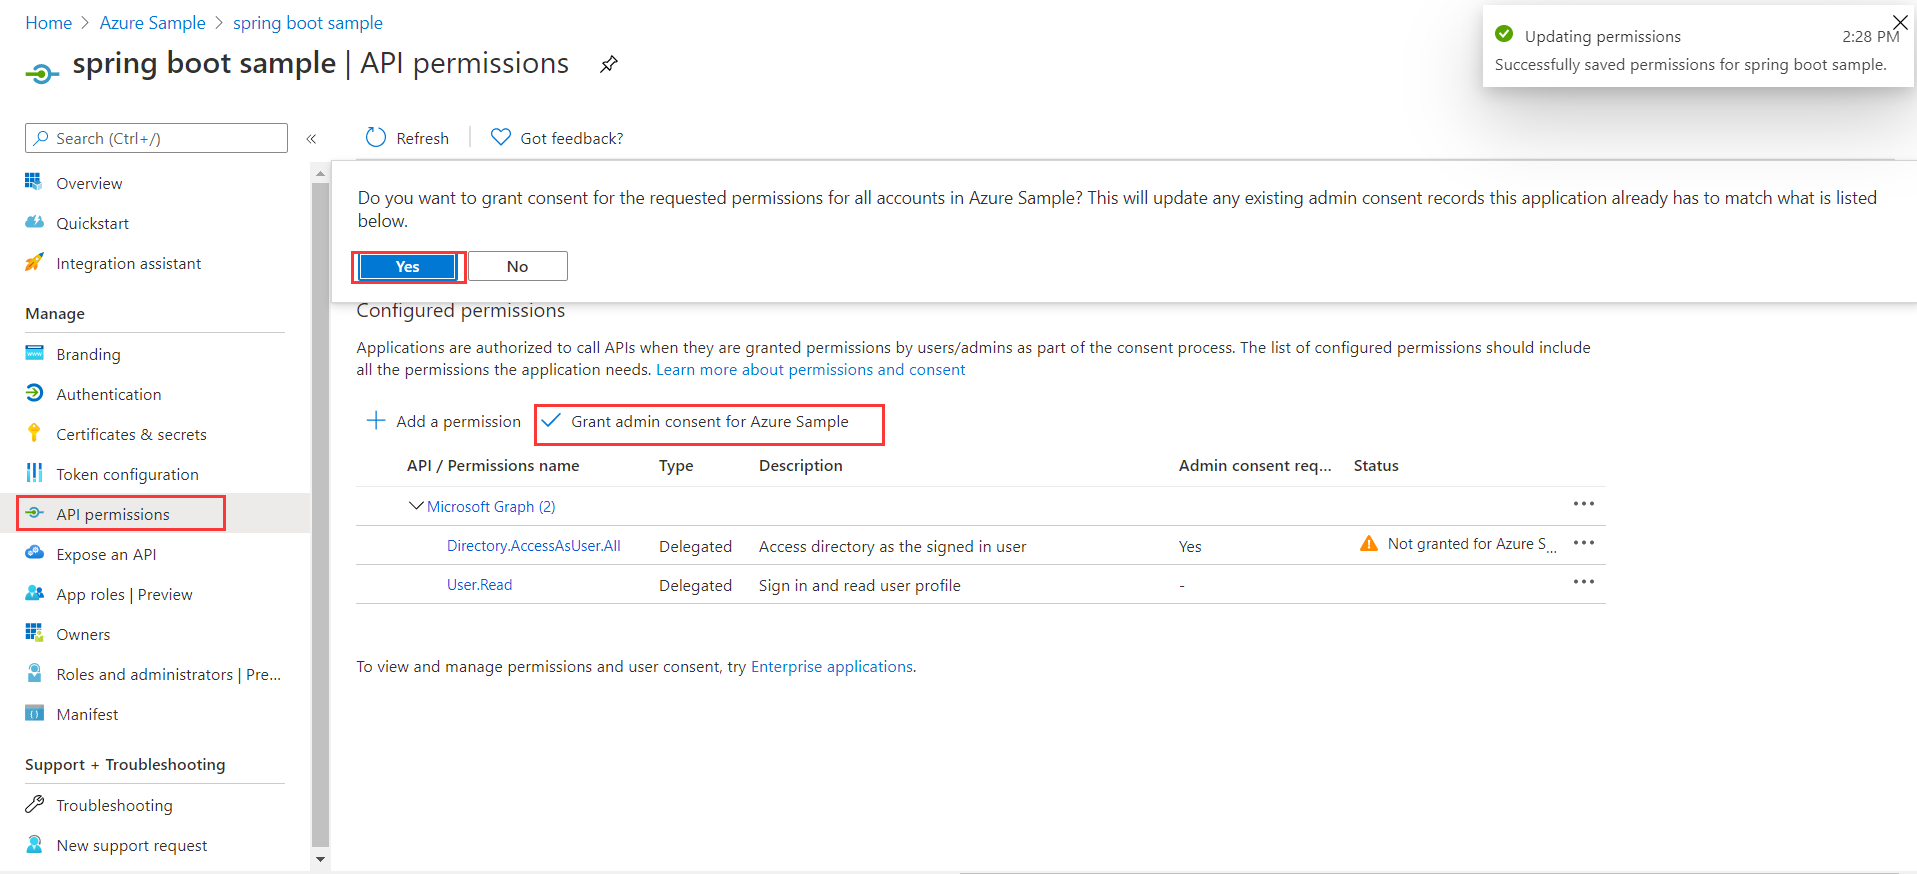 Home > Azure Sample > spring boot sample
spring boot sample | API permissions
Updating permissions 2:28 PM
Successfully saved permissions for spring boot sample.
Search (Ctrl+/)
«
Refresh
Got feedback?
Overview
Quickstart
Integration assistant
Manage
Branding
Authentication
Certificates & secrets
Token configuration
API permissions
Expose an API
App roles | Preview
Owners
Roles and administrators | Pre...
Manifest
Support + Troubleshooting
Troubleshooting
New support request
Do you want to grant consent for the requested permissions for all accounts in Azure Sample? This will update any existing admin consent records this application already has to match what is listed
below.
Yes
No
Configured permissions
Applications are authorized to call APIs when they are granted permissions by users/admins as part of the consent process. The list of configured permissions should include
all the permissions the application needs. Learn more about permissions and consent
Add a permission
Grant admin consent for Azure Sample
API / Permissions name Type Description Admin consent req... Status
Microsoft Graph (2) ...
Directory.AccessAsUser.All Delegated Access directory as the signed in user Yes Not granted for Azure S... ...
User.Read Delegated Sign in and read user profile - ...
To view and manage permissions and user consent, try Enterprise applications.